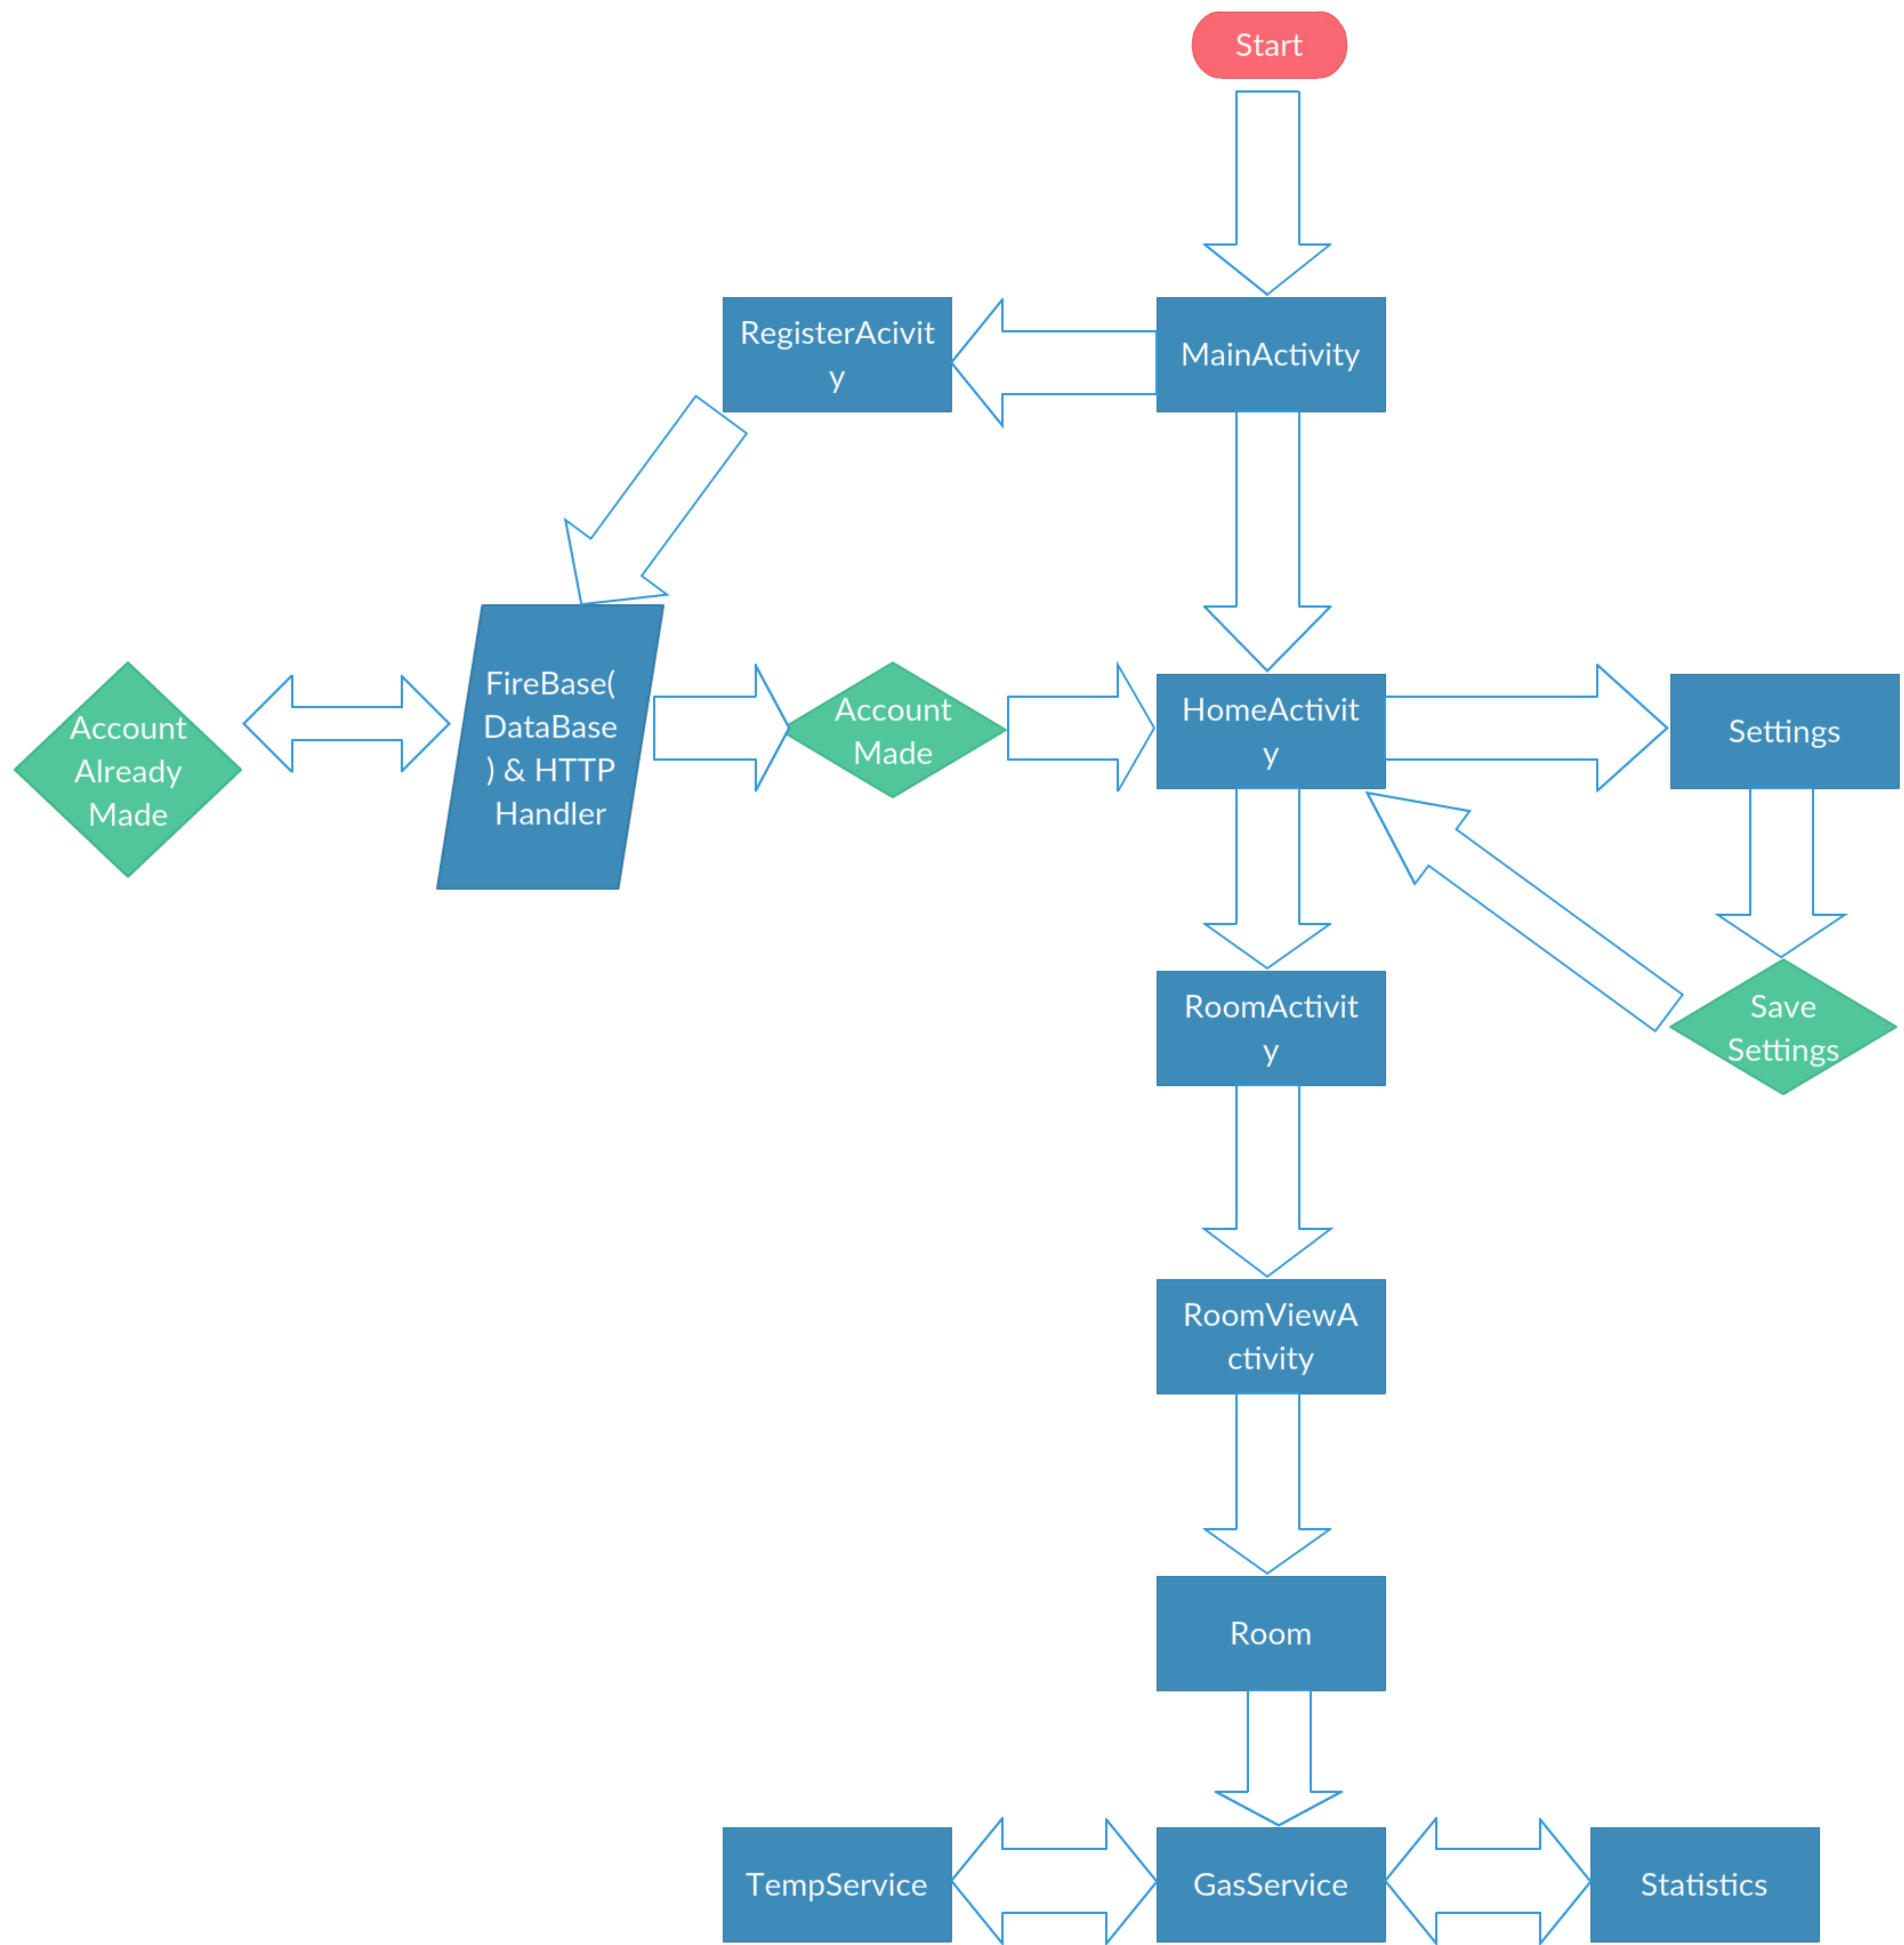 Start
RegisterAcivit
y
MainActivity
Account
Already
Made
FireBase(
DataBase
) & HTTP
Handler
Account
Made
HomeActivit
y
Settings
RoomActivit
y
Save
Settings
RoomViewA
ctivity
Room
TempService
GasService
Statistics